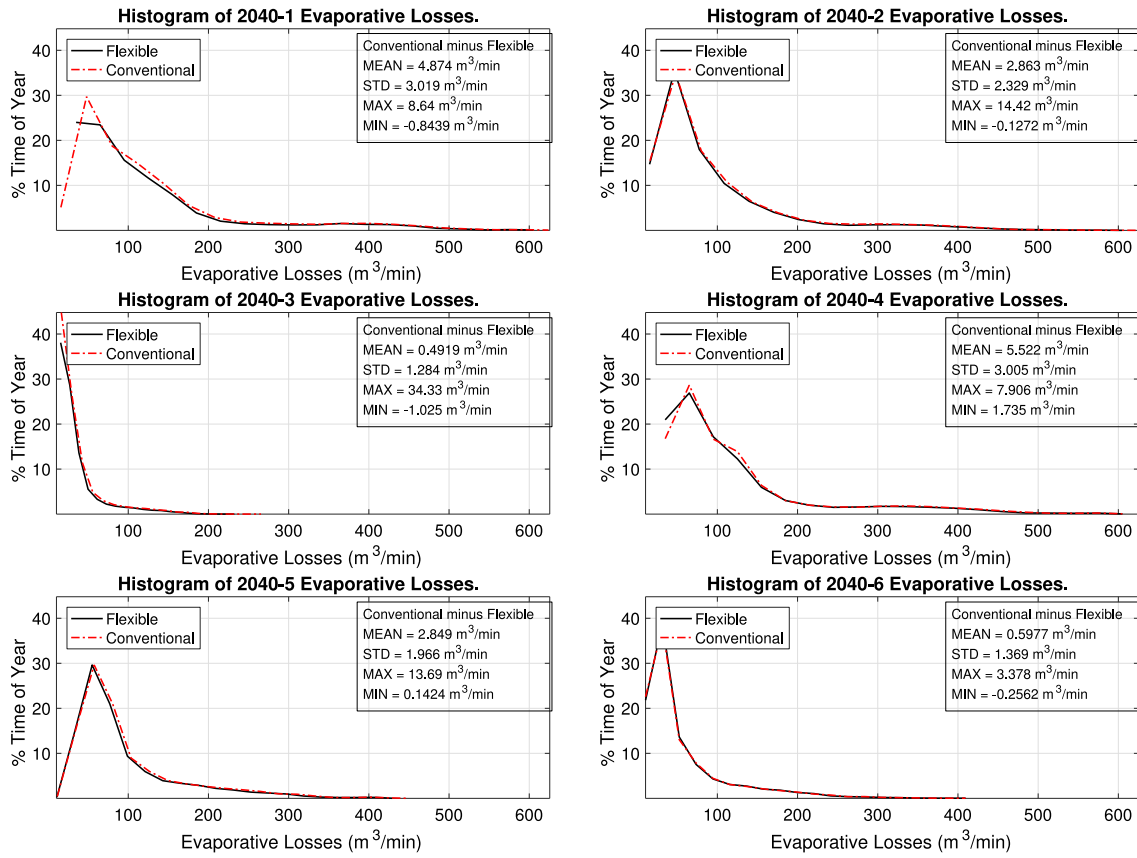 Histogram of 2040-1 Evaporative Losses.
Flexible
Conventional
Conventional minus Flexible
MEAN = 4.874 m³/min
STD = 3.019 m³/min
MAX = 8.64 m³/min
MIN = -0.8439 m³/min
% Time of Year
40
30
20
10
100 200 300 400 500 600
Evaporative Losses (m³/min)
Histogram of 2040-2 Evaporative Losses.
Flexible
Conventional
Conventional minus Flexible
MEAN = 2.863 m³/min
STD = 2.329 m³/min
MAX = 14.42 m³/min
MIN = -0.1272 m³/min
% Time of Year
40
30
20
10
100 200 300 400 500 600
Evaporative Losses (m³/min)
Histogram of 2040-3 Evaporative Losses.
Flexible
Conventional
Conventional minus Flexible
MEAN = 0.4919 m³/min
STD = 1.284 m³/min
MAX = 34.33 m³/min
MIN = -1.025 m³/min
% Time of Year
40
30
20
10
100 200 300 400 500 600
Evaporative Losses (m³/min)
Histogram of 2040-4 Evaporative Losses.
Flexible
Conventional
Conventional minus Flexible
MEAN = 5.522 m³/min
STD = 3.005 m³/min
MAX = 7.906 m³/min
MIN = 1.735 m³/min
% Time of Year
40
30
20
10
100 200 300 400 500 600
Evaporative Losses (m³/min)
Histogram of 2040-5 Evaporative Losses.
Flexible
Conventional
Conventional minus Flexible
MEAN = 2.849 m³/min
STD = 1.966 m³/min
MAX = 13.69 m³/min
MIN = 0.1424 m³/min
% Time of Year
40
30
20
10
100 200 300 400 500 600
Evaporative Losses (m³/min)
Histogram of 2040-6 Evaporative Losses.
Flexible
Conventional
Conventional minus Flexible
MEAN = 0.5977 m³/min
STD = 1.369 m³/min
MAX = 3.378 m³/min
MIN = -0.2562 m³/min
% Time of Year
40
30
20
10
100 200 300 400 500 600
Evaporative Losses (m³/min)